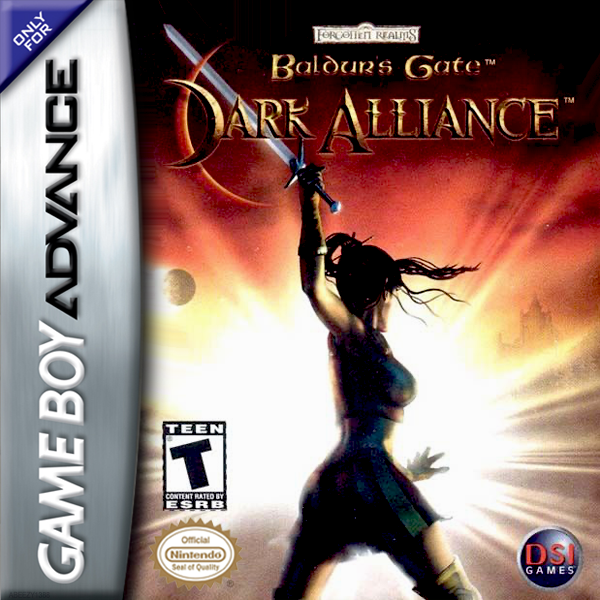 ONLY
FOR
GAME BOY ADVANCE
FORGOTTEN REALMS
Baldur's Gate™
DARK ALLIANCE™
TEEN
T
CONTENT RATED BY
ESRB
Official
Nintendo
Seal of Quality
DSI
GAMES